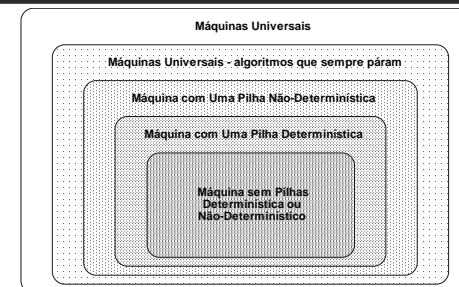 Máquinas Universais
Máquinas Universais - algoritmos que sempre páram
Máquina com Uma Pilha Não-Determinística
Máquina com Uma Pilha Determinística
Máquina sem Pilhas
Determinística ou
Não-Determinístico